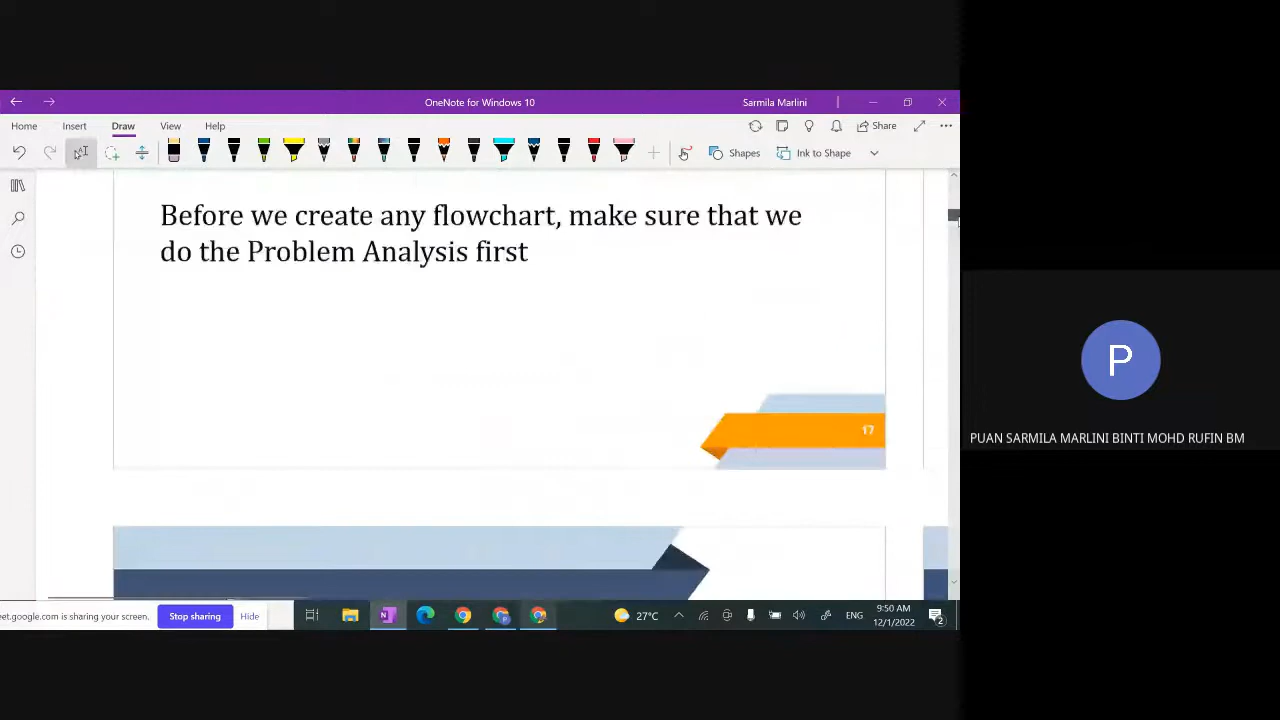 OneNote for Windows 10
Sarmila Marlini
Home
Insert
Draw
View
Help
Share
Shapes
Ink to Shape
Before we create any flowchart, make sure that we
do the Problem Analysis first
17
P
PUAN SARMILA MARLINI BINTI MOHD RUFIN BM
eet.google.com is sharing your screen.
Stop sharing
Hide
27°C
ENG
9:50 AM
12/1/2022
2